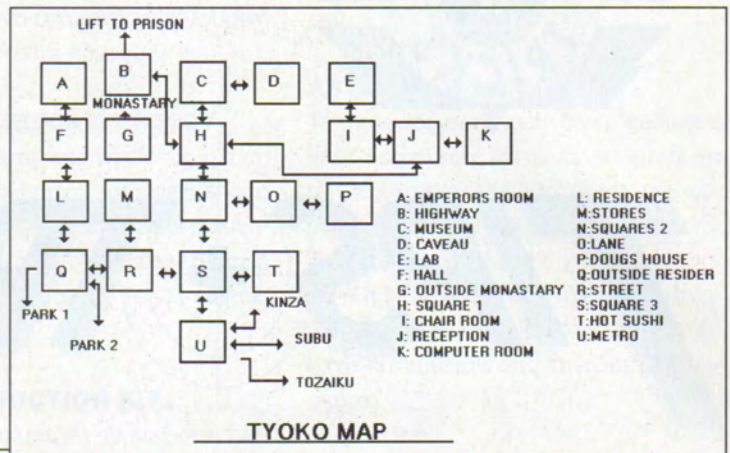 LIFT TO PRISON
A
B
C
D
E
MONASTARY
F
G
H
I
J
K
L
M
N
O
P
Q
R
S
T
KINZA
PARK 1
PARK 2
U
SUBU
TOZAIKU
A: EMPERORS ROOM
B: HIGHWAY
C: MUSEUM
D: CAVEAU
E: LAB
F: HALL
G: OUTSIDE MONASTARY
H: SQUARE 1
I: CHAIR ROOM
J: RECEPTION
K: COMPUTER ROOM
L: RESIDENCE
M:STORES
N:SQUARES 2
O:LANE
P:DOUGS HOUSE
Q:OUTSIDE RESIDER
R:STREET
S:SQUARE 3
T:HOT SUSHI
U:METRO
TYOKO MAP